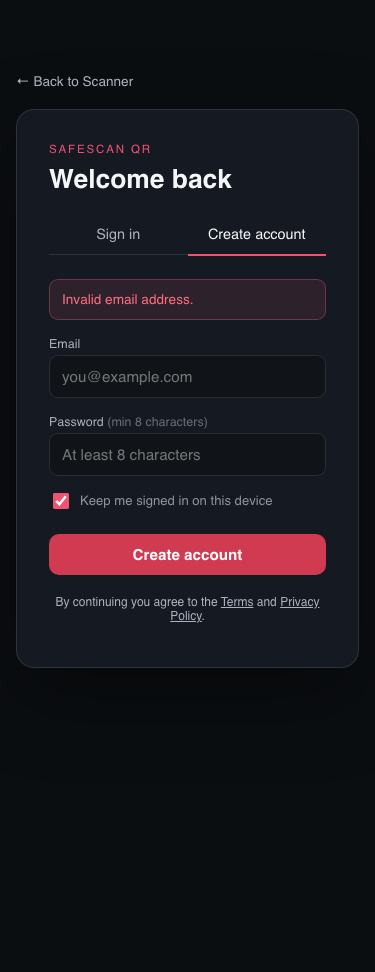 ← Back to Scanner
SAFESCAN QR
Welcome back
Sign in
Create account
Invalid email address.
Email
you@example.com
Password (min 8 characters)
At least 8 characters
Keep me signed in on this device
Create account
By continuing you agree to the Terms and Privacy
Policy.